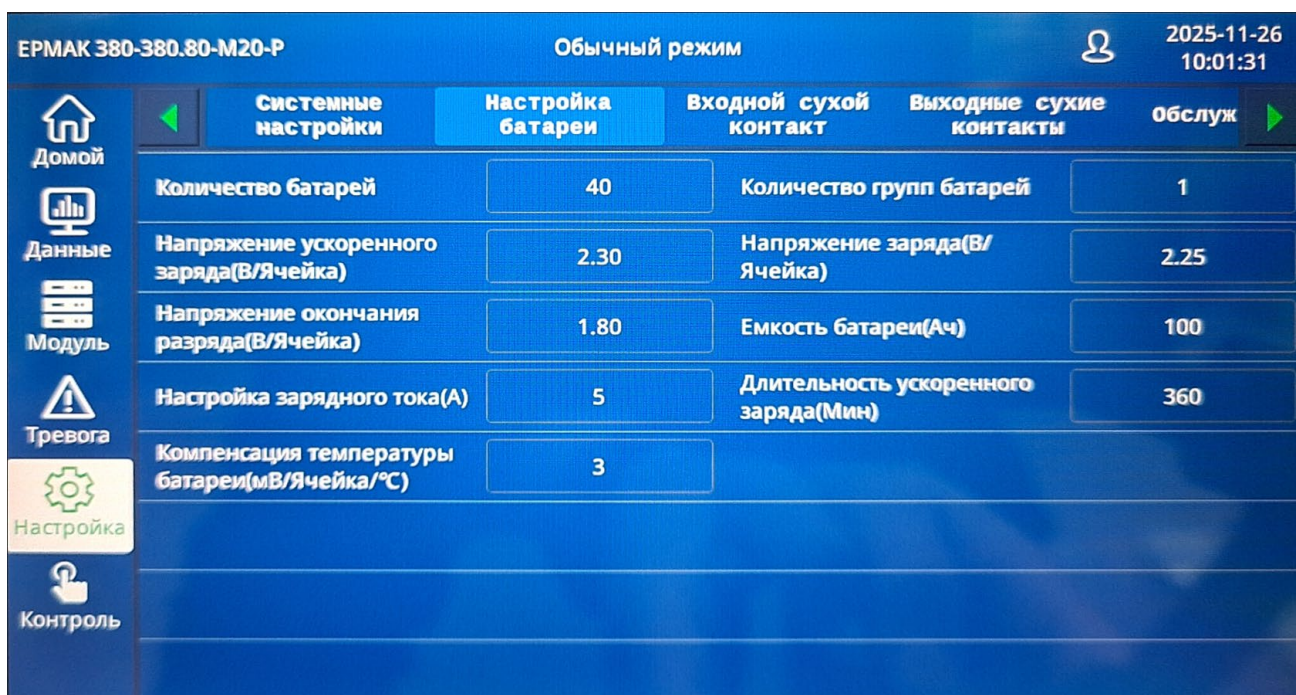 ЕРМАК 380-380.80-М20-Р
Обычный режим
2025-11-26
10:01:31
Домой
Данные
Модуль
Тревога
Настройка
Контроль
Системные
настройки
Настройка
батареи
Входной сухой
контакт
Выходные сухие
контакты
Обслуж
Количество батарей
40
Количество групп батарей
1
Напряжение ускоренного
заряда(В/Ячейка)
2.30
Напряжение заряда(В/
Ячейка)
2.25
Напряжение окончания
разряда(В/Ячейка)
1.80
Емкость батареи(Ач)
100
Настройка зарядного тока(А)
5
Длительность ускоренного
заряда(Мин)
360
Компенсация температуры
батареи(мВ/Ячейка/℃)
3